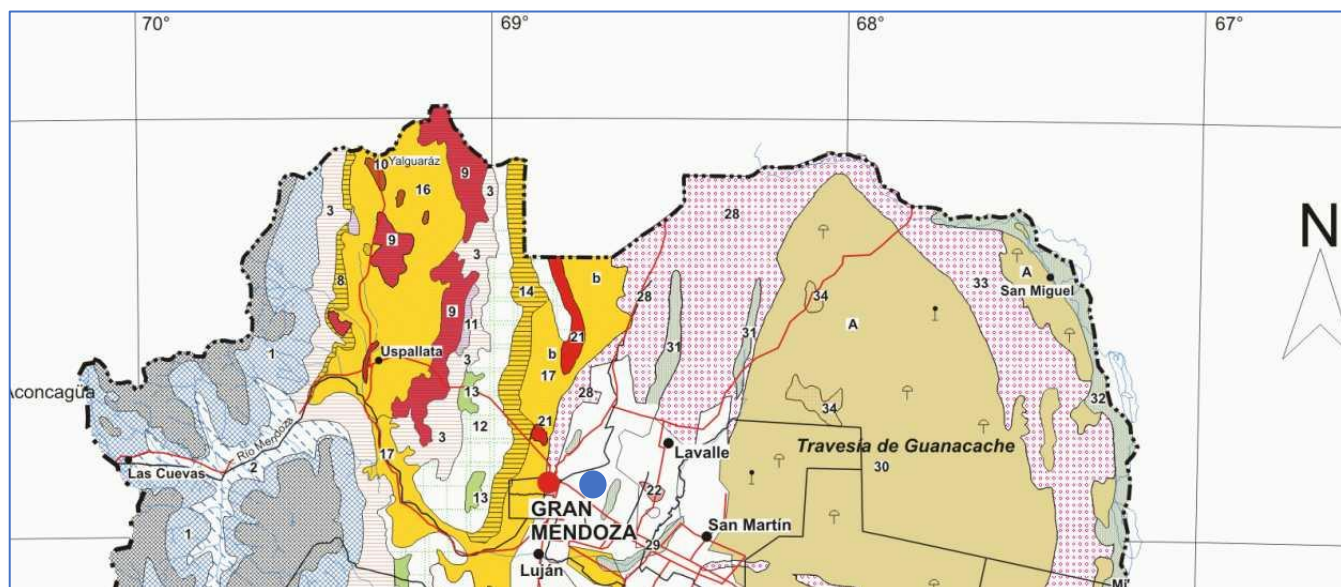 70°
69°
68°
67°
10
Yalguaráz
9
3
16
3
28
A
San Miguel
N
9
3
b
33
8
14
28
34
A
9
11
21
31
31
1
Uspallata
3
b
17
32
Aconcagüa
13
28
34
12
21
Río Mendoza
3
Lavalle
Travesía de Guanacache
17
30
Las Cuevas
2
13
22
GRAN
MENDOZA
San Martín
1
29
Luján